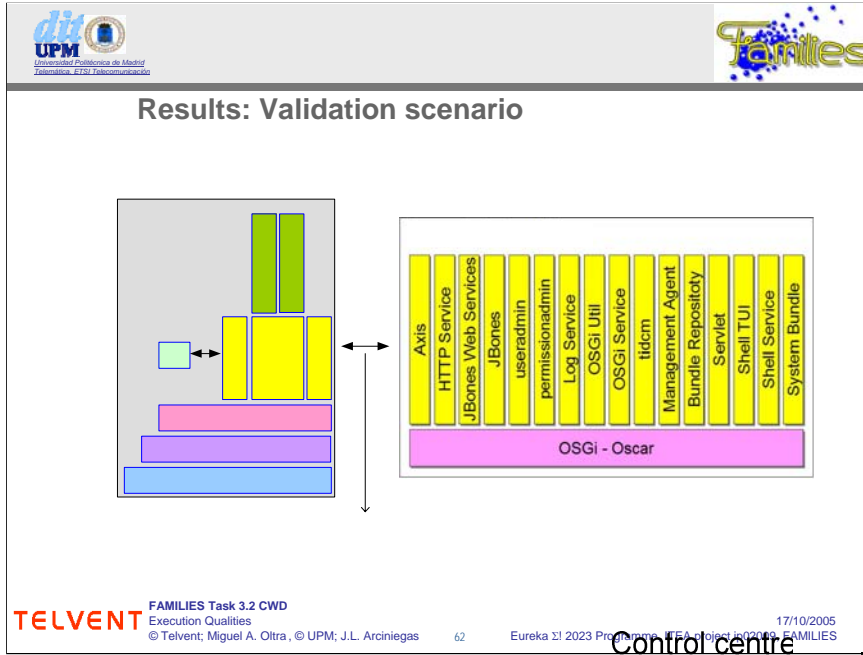 dit
UPM
Universidad Politécnica de Madrid
Telemática. ETSI Telecomunicación
Families
Results: Validation scenario
Axis
HTTP Service
JBones Web Services
JBones
useradmin
permissionadmin
Log Service
OSGi Util
OSGi Service
tidcm
Management Agent
Bundle Repositoty
Servlet
Shell TUI
Shell Service
System Bundle
OSGi - Oscar
TELVENT
FAMILIES Task 3.2 CWD
Execution Qualities
© Telvent; Miguel A. Oltra , © UPM; J.L. Arciniegas
62
17/10/2005
Eureka Σ! 2023 Programme, ITEA project ip02009, FAMILIES
Control centre